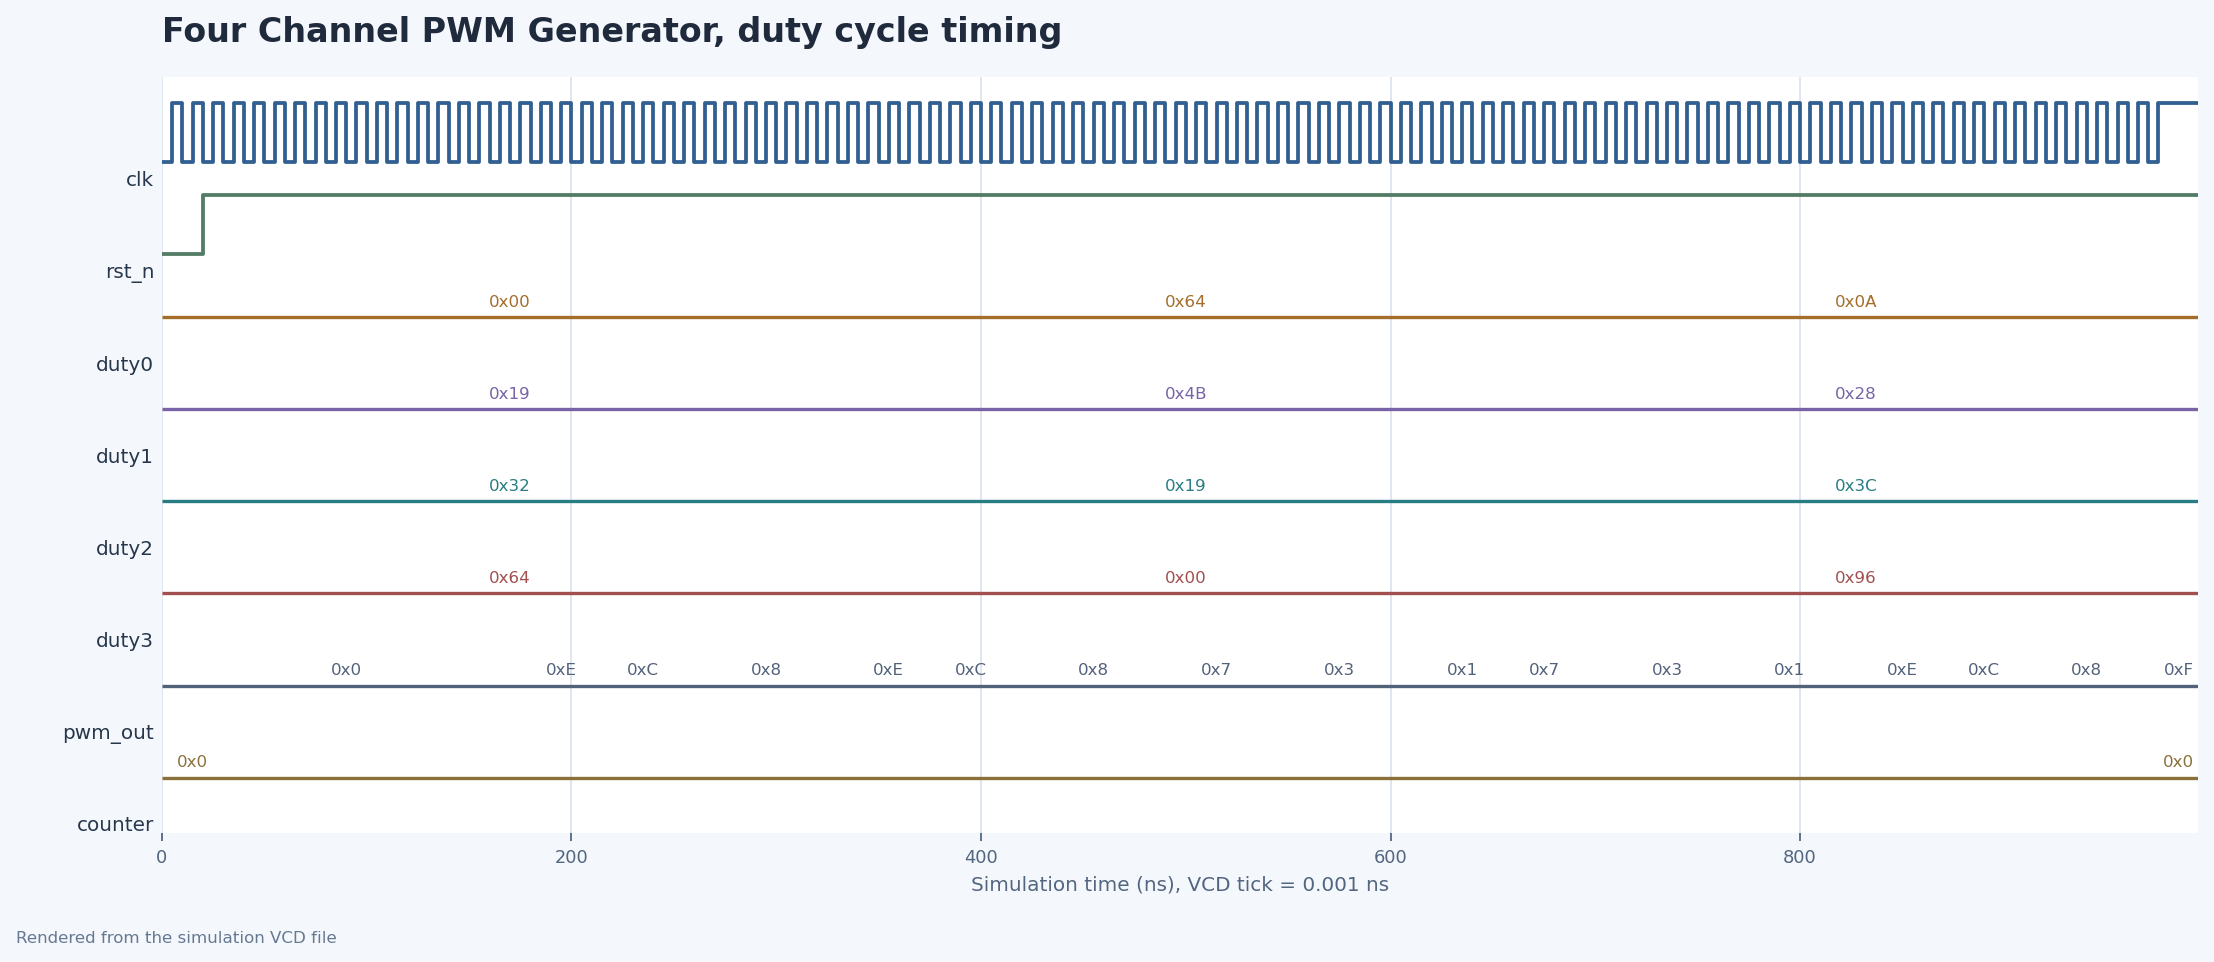 Four Channel PWM Generator, duty cycle timing
clk
rst_n
0x00 0x64 0x0A
duty0
0x19 0x4B 0x28
duty1
0x32 0x19 0x3C
duty2
0x64 0x00 0x96
duty3
0x0 0xE 0xC 0x8 0xE 0xC 0x8 0x7 0x3 0x1 0x7 0x3 0x1 0xE 0xC 0x8 0xF
pwm_out
0x0 0x0
counter
0 200 400 600 800
Simulation time (ns), VCD tick = 0.001 ns
Rendered from the simulation VCD file